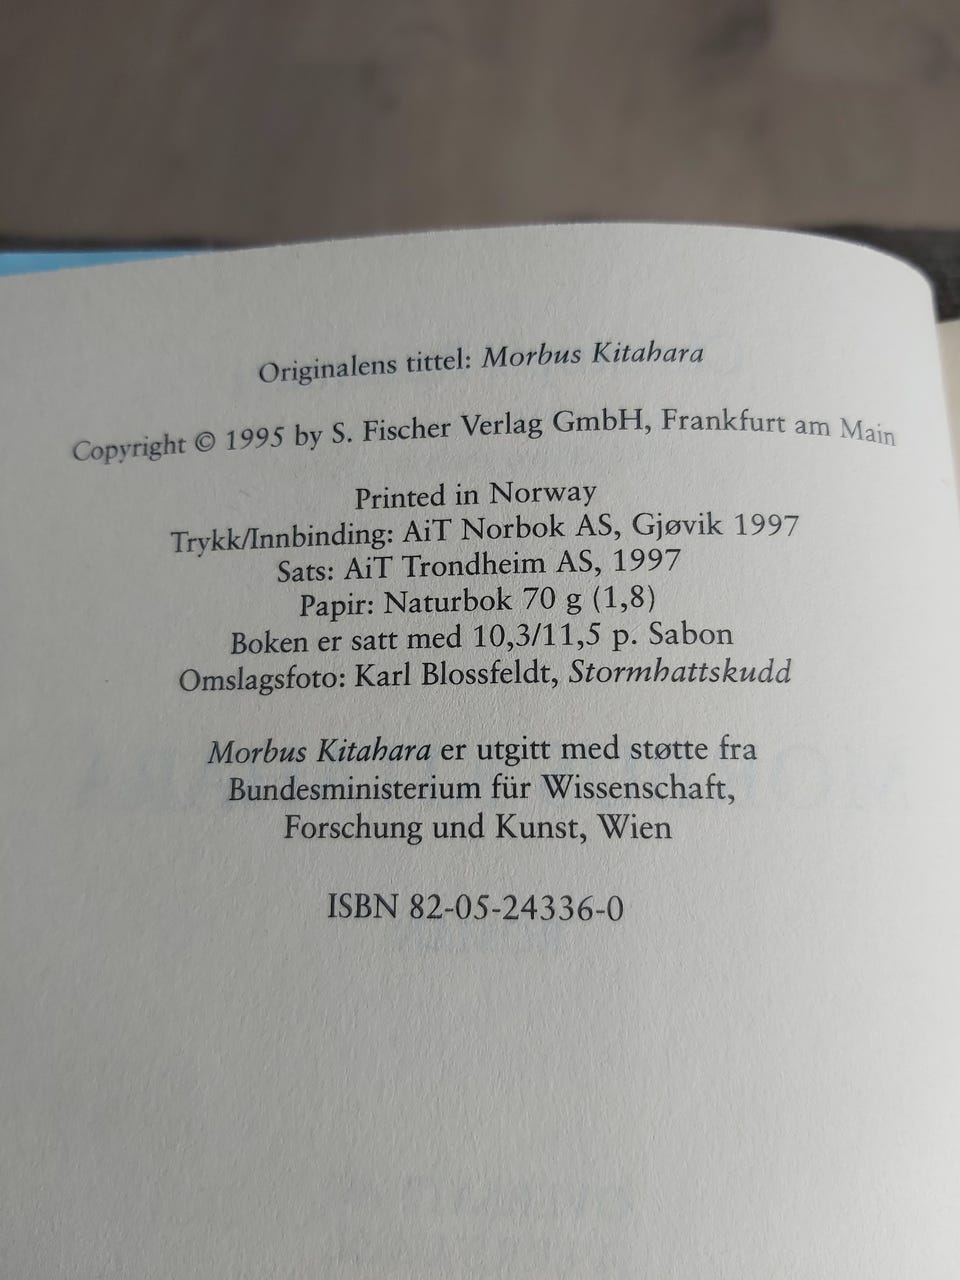 Originalens tittel: Morbus Kitahara
Copyright © 1995 by S. Fischer Verlag GmbH, Frankfurt am Main
Printed in Norway
Trykk/Innbinding: AiT Norbok AS, Gjøvik 1997
Sats: AiT Trondheim AS, 1997
Papir: Naturbok 70 g (1,8)
Boken er satt med 10,3/11,5 p. Sabon
Omslagsfoto: Karl Blossfeldt, Stormhattskudd
Morbus Kitahara er utgitt med støtte fra
Bundesministerium für Wissenschaft,
Forschung und Kunst, Wien
ISBN 82-05-24336-0